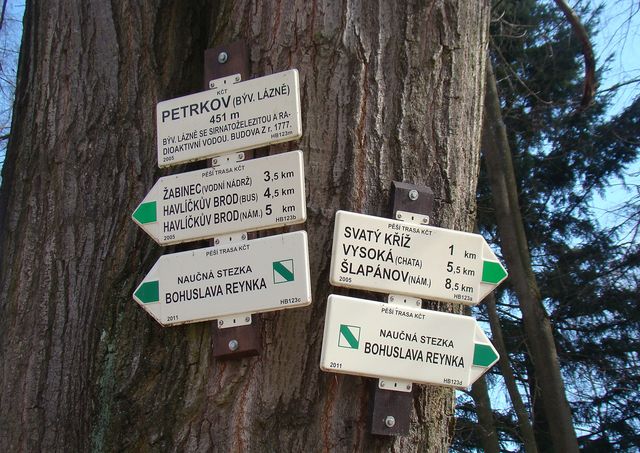 KČT
PETRKOV (BÝV. LÁZNĚ)
451 m
BÝV. LÁZNĚ SE SIRNATOŽELEZITOU A RA-
DIOAKTIVNÍ VODOU. BUDOVA Z r. 1777.
2005 HB123m
PĚŠÍ TRASA KČT
ŽABINEC (VODNÍ NÁDRŽ) 3,5 km
HAVLÍČKŮV BROD (BUS) 4,5 km
HAVLÍČKŮV BROD (NÁM.) 5 km
2005 HB123b
PĚŠÍ TRASA KČT
NAUČNÁ STEZKA
BOHUSLAVA REYNKA
2011 HB123c
PĚŠÍ TRASA KČT
SVATÝ KŘÍŽ 1 km
VYSOKÁ (CHATA) 5,5 km
ŠLAPÁNOV (NÁM.) 8,5 km
2005 HB123a
PĚŠÍ TRASA KČT
NAUČNÁ STEZKA
BOHUSLAVA REYNKA
2011 HB123d